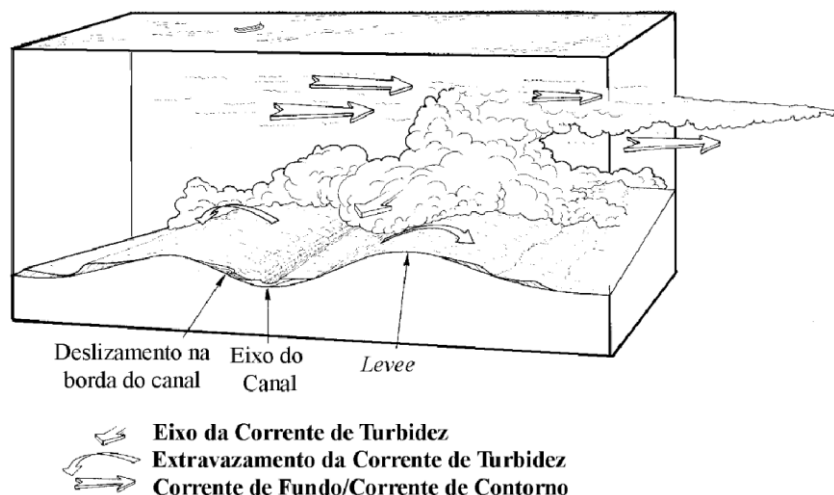 Deslizamento na
borda do canal
Eixo do
Canal
Levee
Eixo da Corrente de Turbidez
Extravazamento da Corrente de Turbidez
Corrente de Fundo/Corrente de Contorno